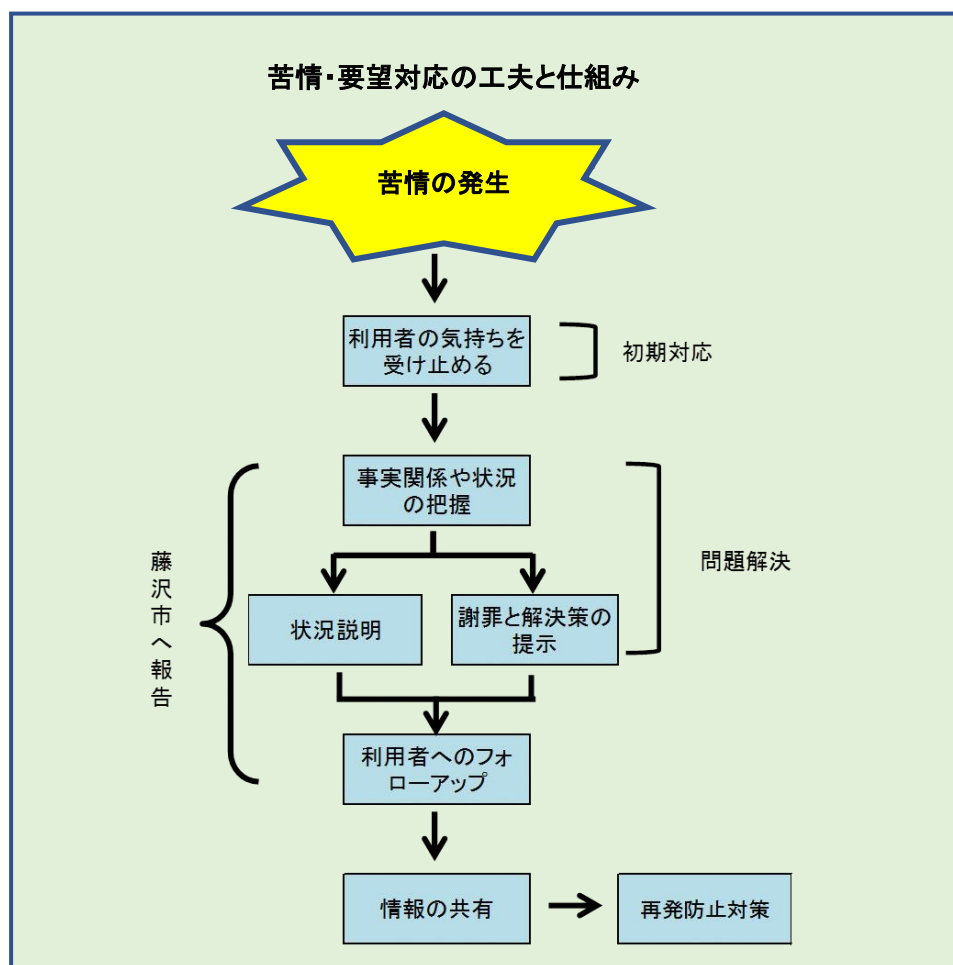 苦情・要望対応の工夫と仕組み
苦情の発生
利用者の気持ちを
受け止める
初期対応
事実関係や状況
の把握
藤沢市へ報告
問題解決
状況説明
謝罪と解決策の
提示
利用者へのフォ
ローアップ
情報の共有
再発防止対策